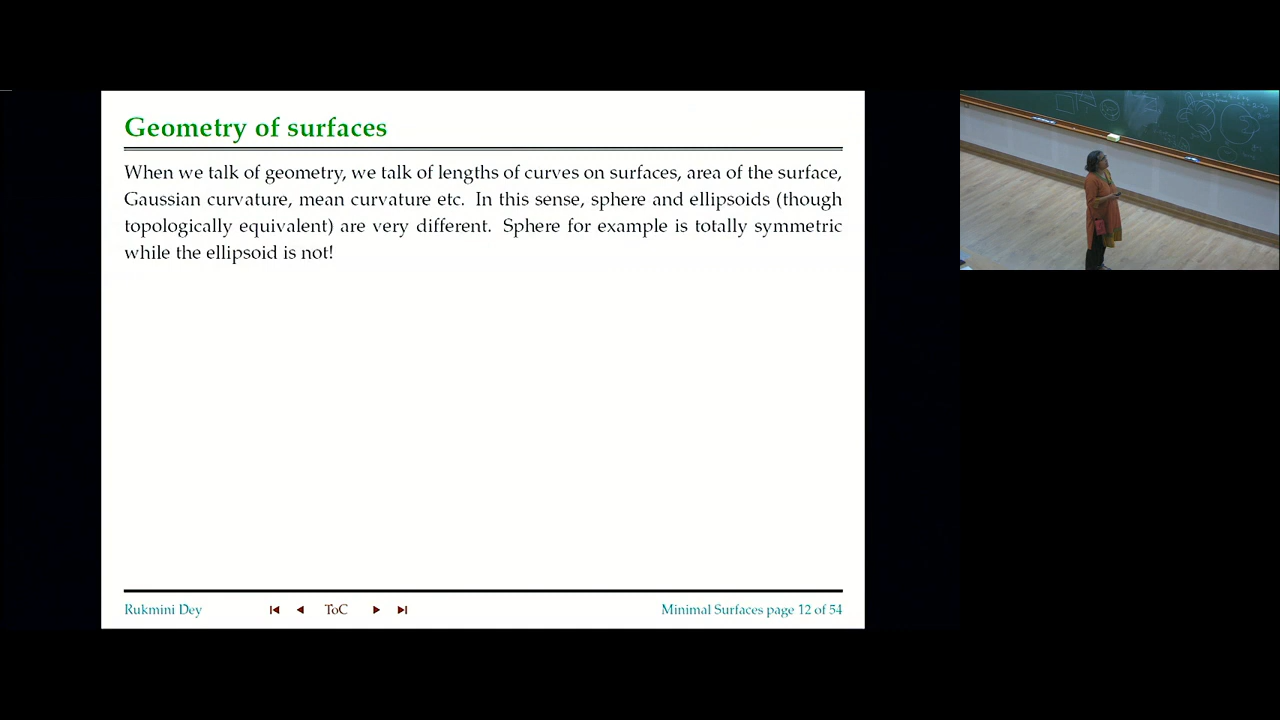 Geometry of surfaces
When we talk of geometry, we talk of lengths of curves on surfaces, area of the surface,
Gaussian curvature, mean curvature etc. In this sense, sphere and ellipsoids (though
topologically equivalent) are very different. Sphere for example is totally symmetric
while the ellipsoid is not!
Rukmini Dey ToC Minimal Surfaces page 12 of 54